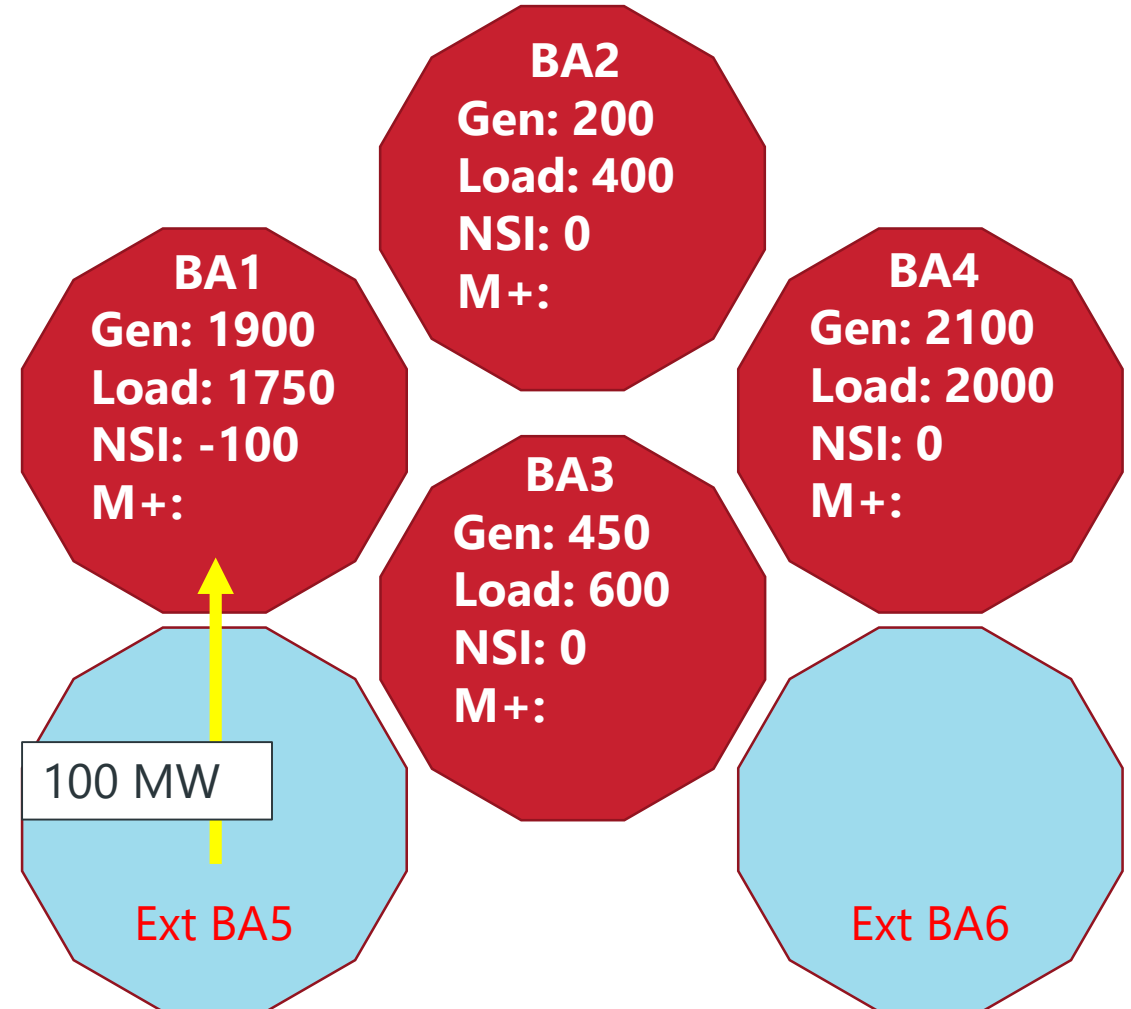 BA2
Gen: 200
Load: 400
NSI: 0
M+:
BA1
Gen: 1900
Load: 1750
NSI: -100
M+:
BA4
Gen: 2100
Load: 2000
NSI: 0
M+:
BA3
Gen: 450
Load: 600
NSI: 0
M+:
100 MW
Ext BA5
Ext BA6